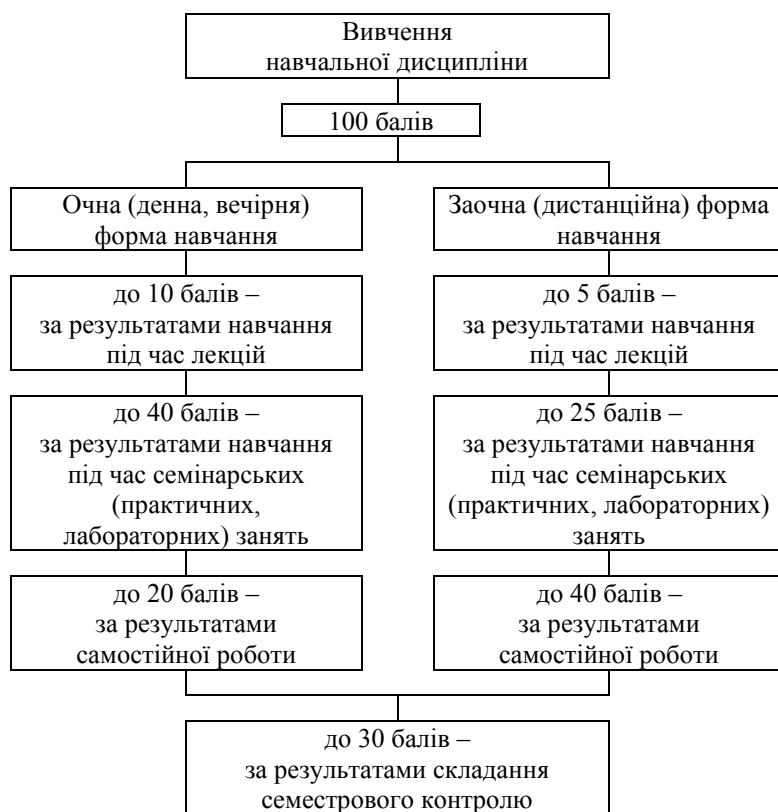 Вивчення
навчальної дисципліни
100 балів
Очна (денна, вечірня)
форма навчання
до 10 балів –
за результатами навчання
під час лекцій
до 40 балів –
за результатами навчання
під час семінарських
(практичних,
лабораторних) занять
до 20 балів –
за результатами
самостійної роботи
Заочна (дистанційна) форма
навчання
до 5 балів –
за результатами навчання
під час лекцій
до 25 балів –
за результатами навчання
під час семінарських
(практичних, лабораторних)
занять
до 40 балів –
за результатами
самостійної роботи
до 30 балів –
за результатами складання
семестрового контролю